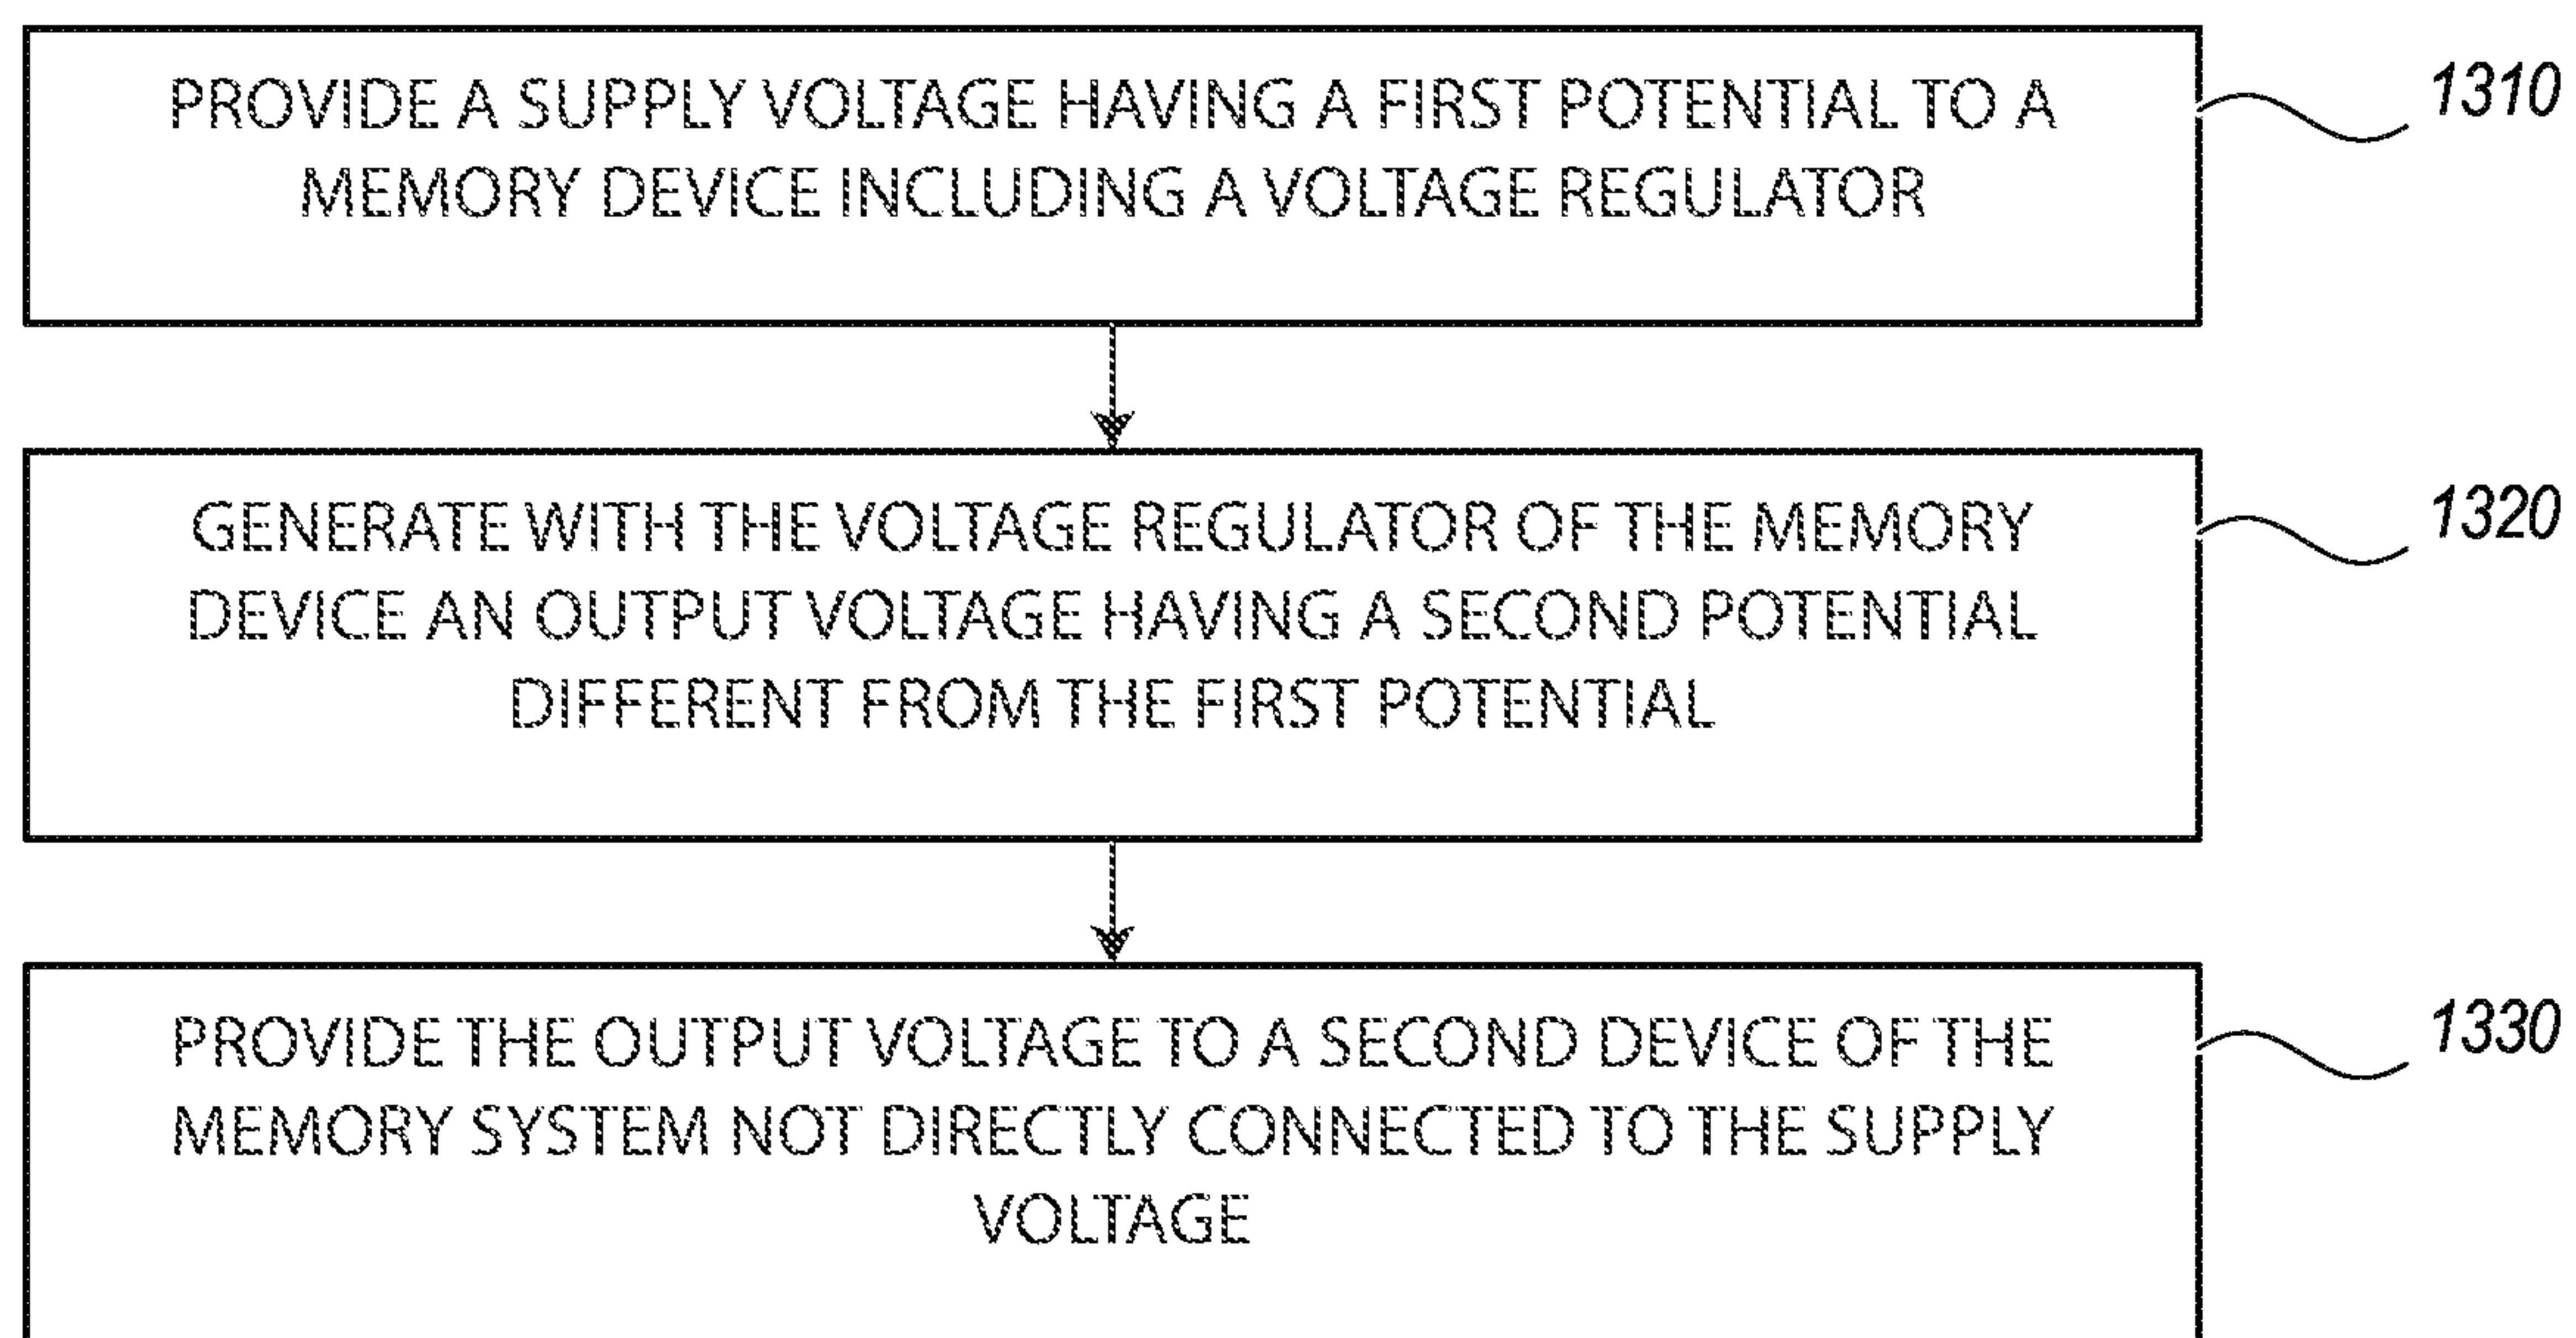 PROVIDE A SUPPLY VOLTAGE HAVING A FIRST POTENTIAL TO A
MEMORY DEVICE INCLUDING A VOLTAGE REGULATOR
1310
GENERATE WITH THE VOLTAGE REGULATOR OF THE MEMORY
DEVICE AN OUTPUT VOLTAGE HAVING A SECOND POTENTIAL
DIFFERENT FROM THE FIRST POTENTIAL
1320
PROVIDE THE OUTPUT VOLTAGE TO A SECOND DEVICE OF THE
MEMORY SYSTEM NOT DIRECTLY CONNECTED TO THE SUPPLY
VOLTAGE
1330